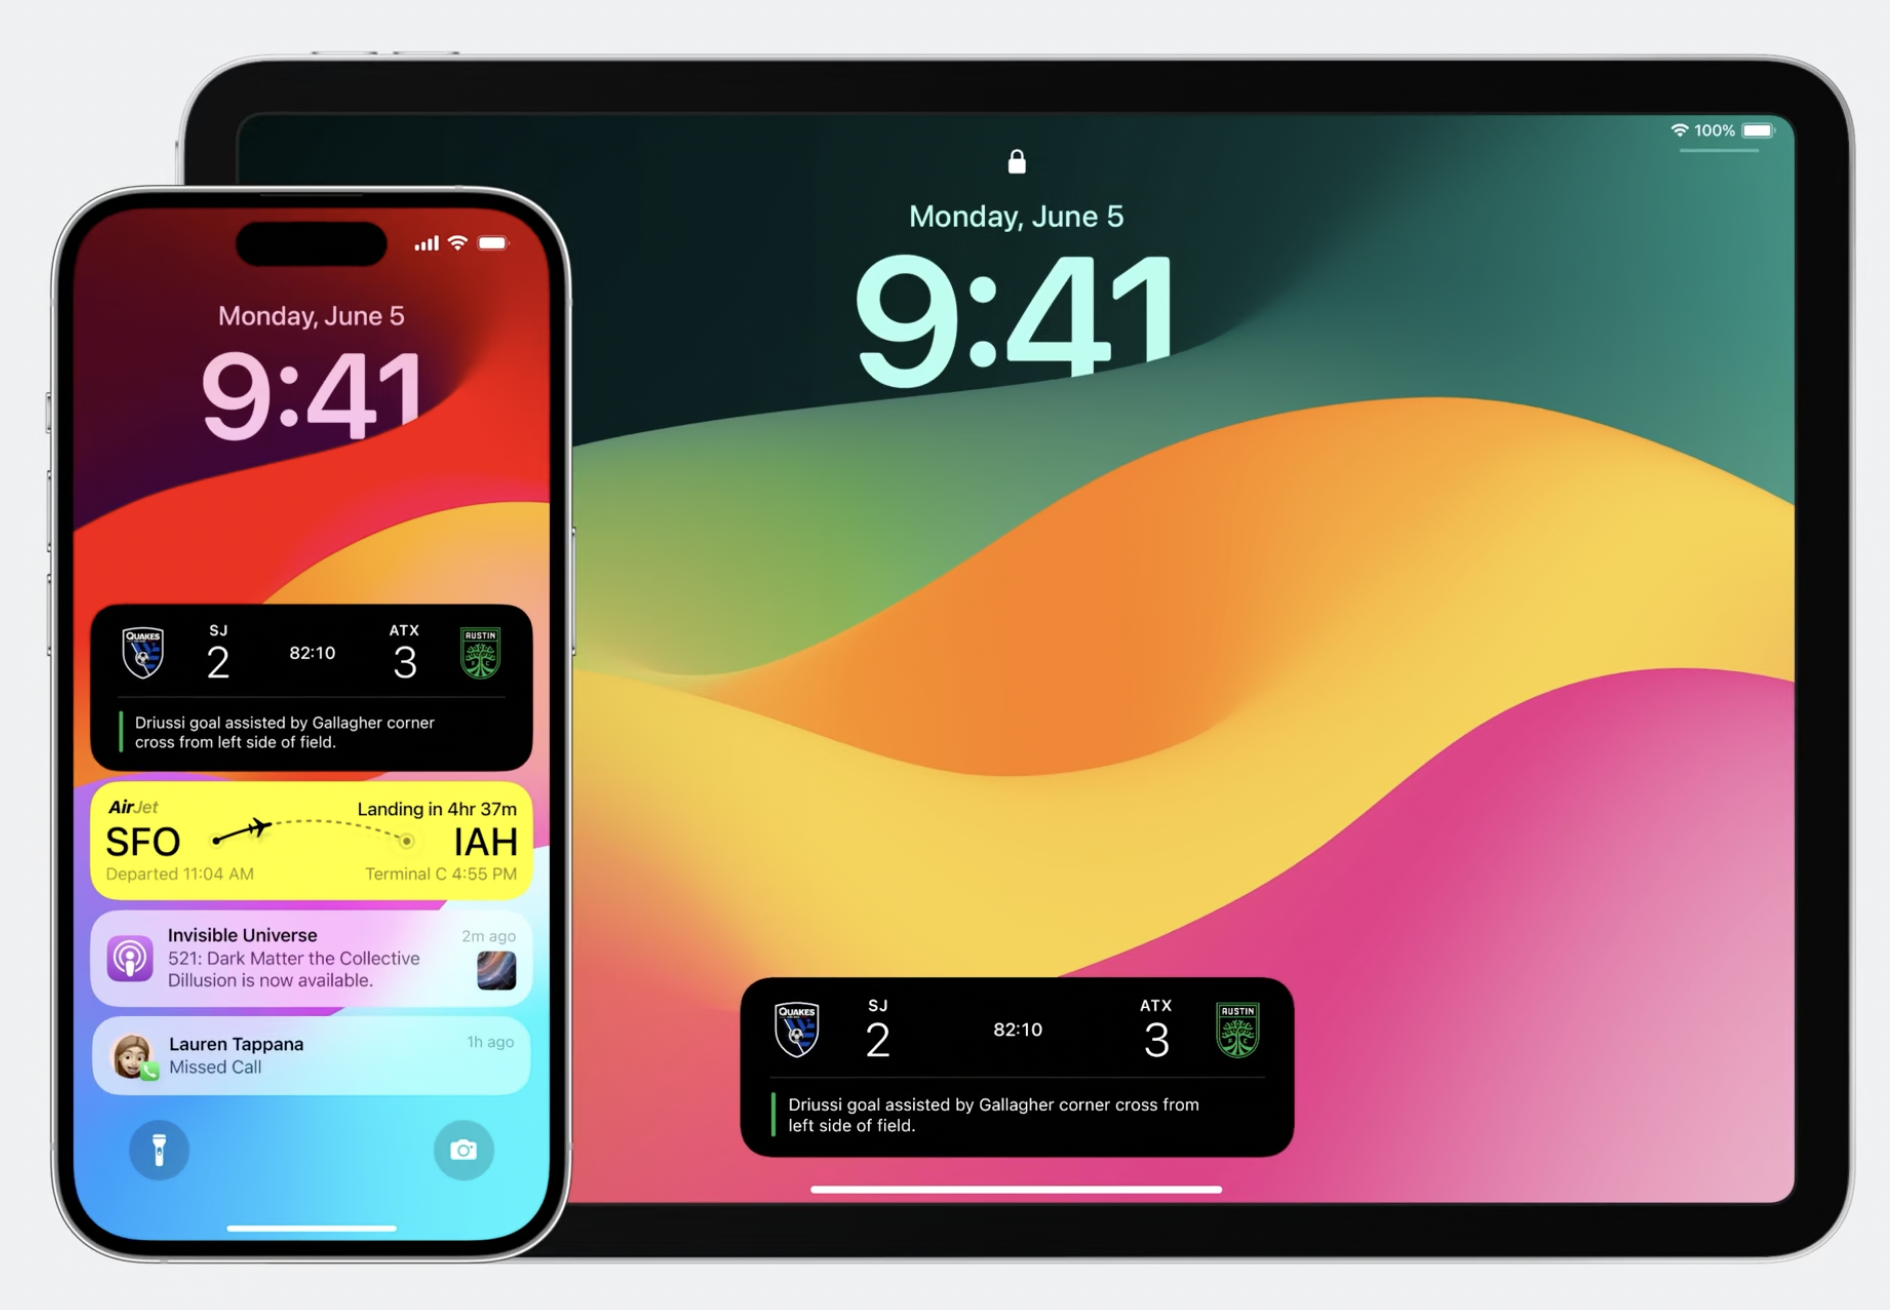 Monday, June 5
9:41
QUAKES
SJ
2
82:10
ATX
3
AUSTIN
Driussi goal assisted by Gallagher corner
cross from left side of field.
AirJet
Landing in 4hr 37m
SFO
IAH
Departed 11:04 AM
Terminal C 4:55 PM
Invisible Universe
2m ago
521: Dark Matter the Collective
Dillusion is now available.
Lauren Tappana
1h ago
Missed Call
100%
Monday, June 5
9:41
QUAKES
SJ
2
82:10
ATX
3
AUSTIN
Driussi goal assisted by Gallagher corner cross from
left side of field.